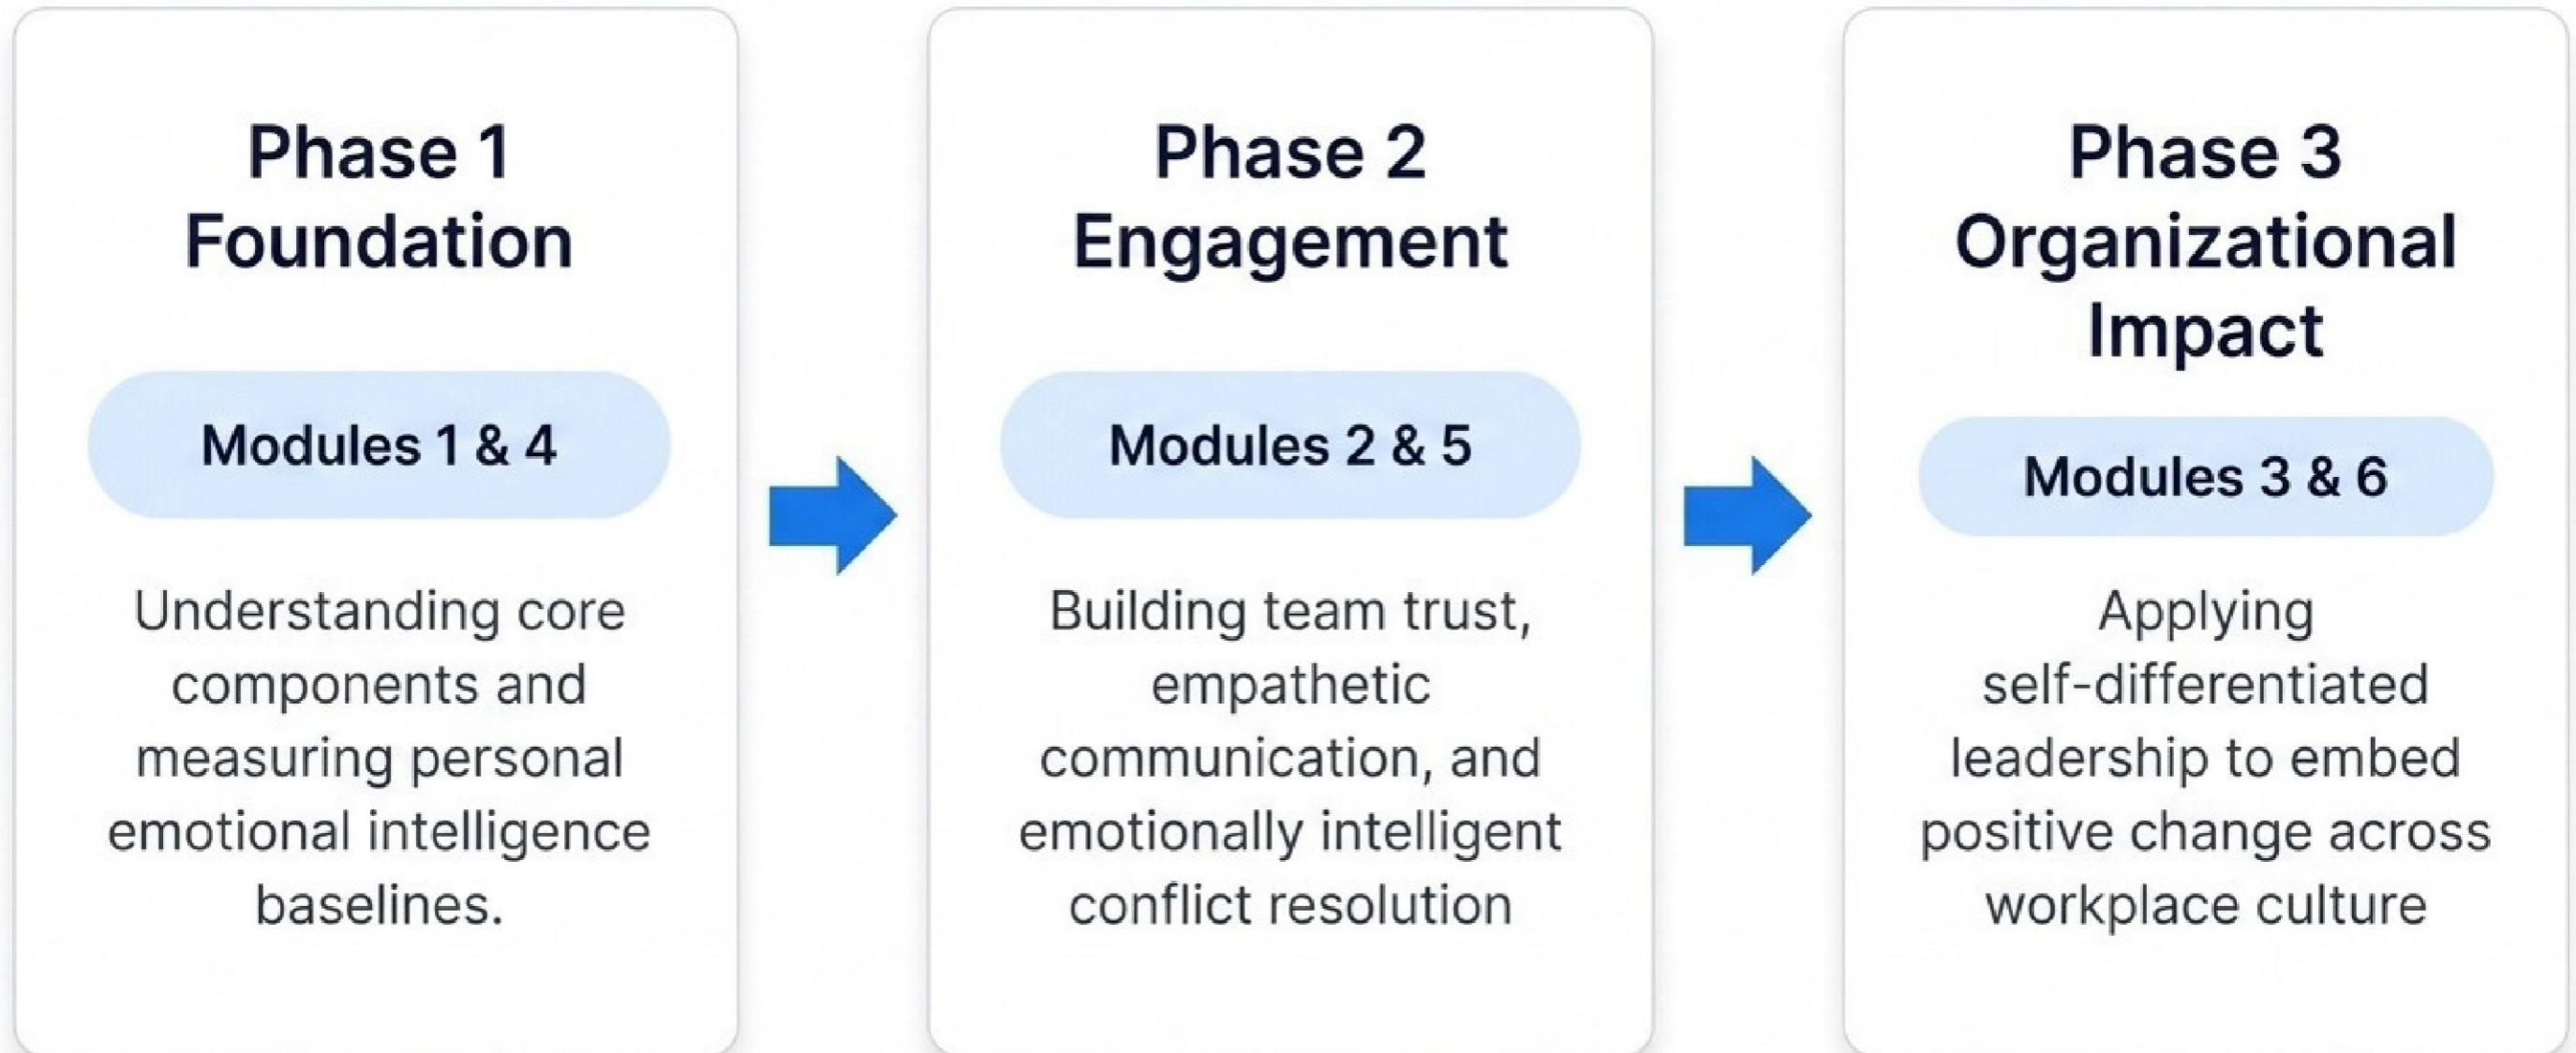 Phase 1
Foundation
Modules 1 & 4
Understanding core
components and
measuring personal
emotional intelligence
baselines.
Phase 2
Engagement
Modules 2 & 5
Building team trust,
empathetic
communication, and
emotionally intelligent
conflict resolution
Phase 3
Organizational
Impact
Modules 3 & 6
Applying
self-differentiated
leadership to embed
positive change across
workplace culture